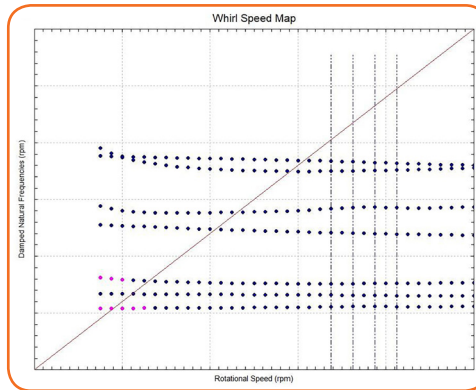 Whirl Speed Map
Damped Natural Frequencies (rpm)
Rotational Speed (rpm)